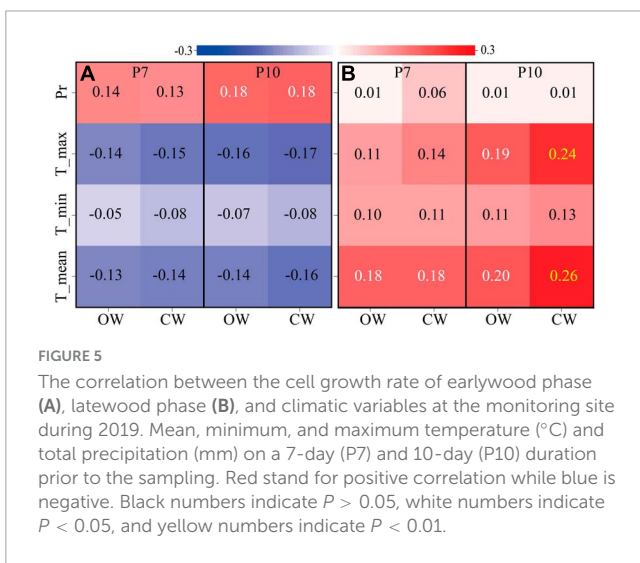 -0.3 0.3
A P7 P10 B P7 P10
Pr 0.14 0.13 0.18 0.18 0.01 0.06 0.01 0.01
T_max -0.14 -0.15 -0.16 -0.17 0.11 0.14 0.19 0.24
T_min -0.05 -0.08 -0.07 -0.08 0.10 0.11 0.11 0.13
T_mean -0.13 -0.14 -0.14 -0.16 0.18 0.18 0.20 0.26
OW CW OW CW OW CW OW CW
FIGURE 5
The correlation between the cell growth rate of earlywood phase
(A), latewood phase (B), and climatic variables at the monitoring site
during 2019. Mean, minimum, and maximum temperature (°C) and
total precipitation (mm) on a 7-day (P7) and 10-day (P10) duration
prior to the sampling. Red stand for positive correlation while blue is
negative. Black numbers indicate P > 0.05, white numbers indicate
P < 0.05, and yellow numbers indicate P < 0.01.